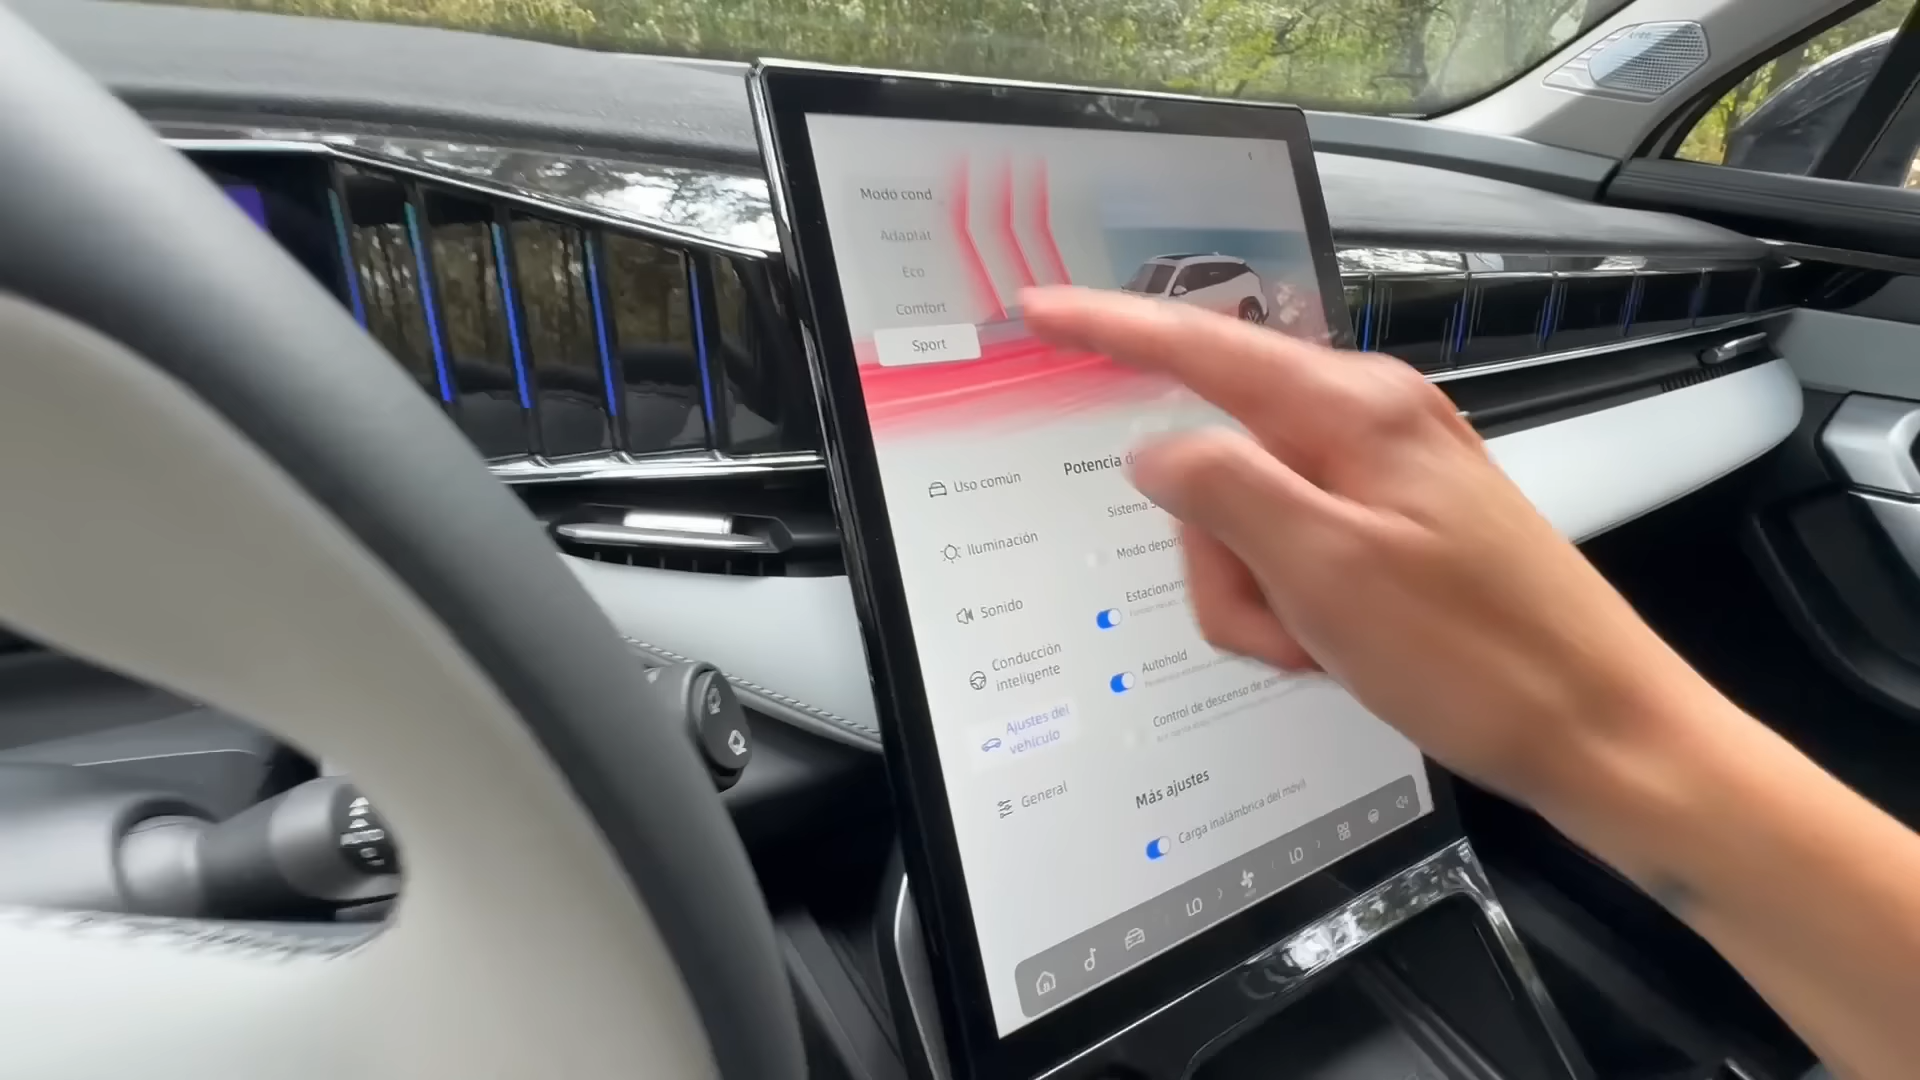 Modo cond
Adaptat
Eco
Comfort
Sport
Uso común
Iluminación
Sonido
Conducción
inteligente
Ajustes del
vehículo
General
Potencia
Sistema
Modo depor
Estacionam
Autohold
Control de descenso de
Más ajustes
Carga inalámbrica del móvil
LO
LO
AUTO